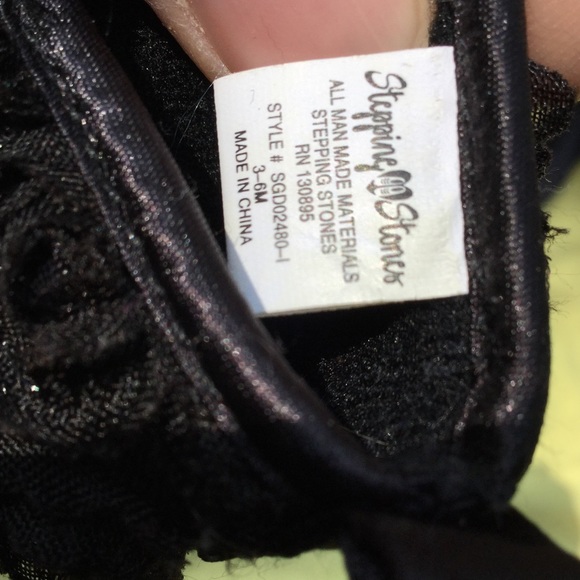 Stepping Stones
ALL MAN MADE MATERIALS
STEPPING STONES
RN 130895
STYLE # SGD02480-I
3-6M
MADE IN CHINA